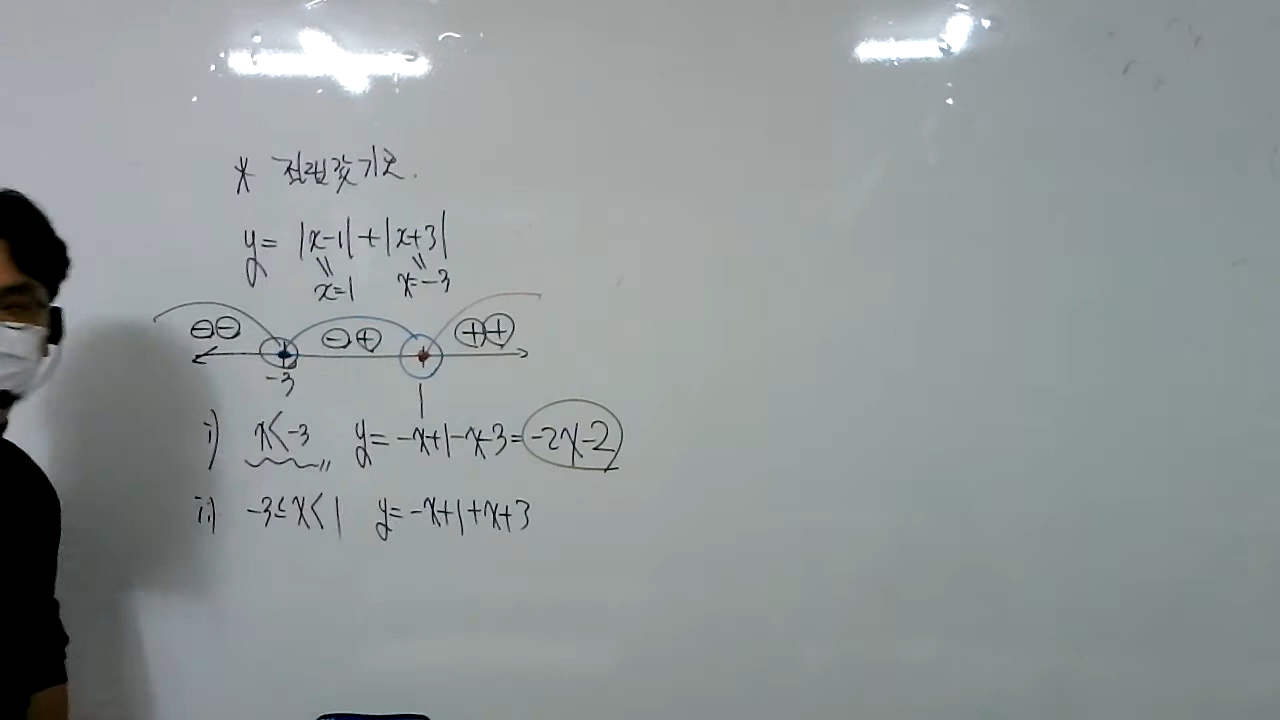 * 절댓값 기호.
y = |x-1| + |x+3|
x=1 x=-3
⊖⊖ ⊖⊕ ⊕⊕
-3 1
i) x<-3 y=-x+1-x-3=-2x-2
ii) -3≤x<1 y=-x+1+x+3